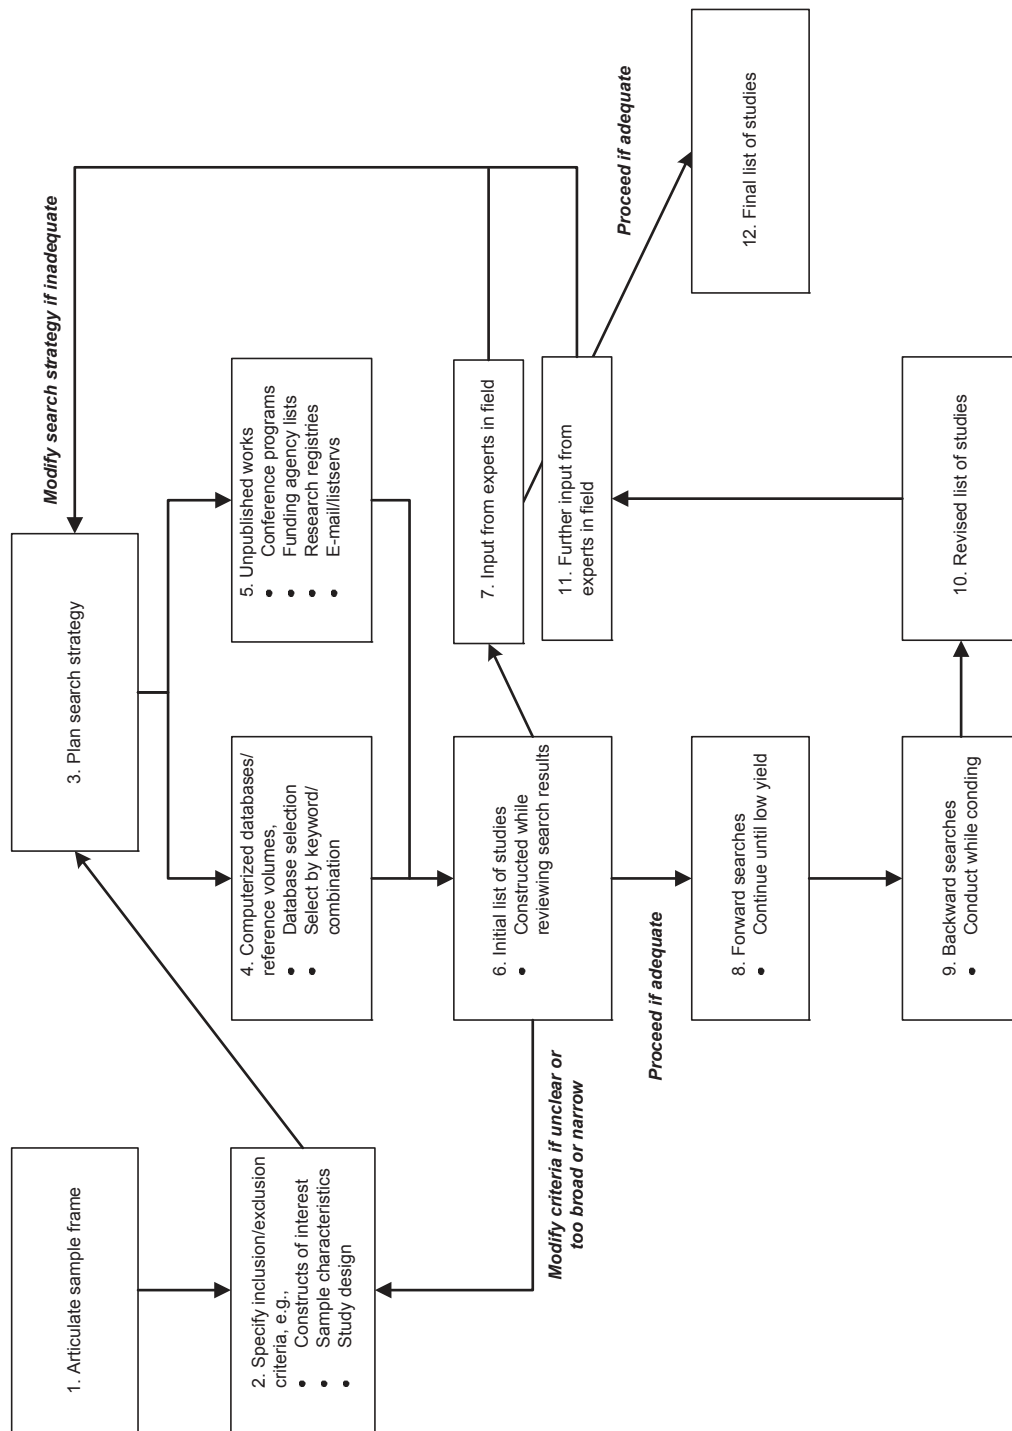 1. Articulate sample frame
2. Specify inclusion/exclusion
criteria, e.g.,
• Constructs of interest
• Sample characteristics
• Study design
Modify criteria if unclear or
too broad or narrow
3. Plan search strategy
Modify search strategy if inadequate
4. Computerized databases/
reference volumes,
• Database selection
• Select by keyword/
combination
5. Unpublished works
• Conference programs
• Funding agency lists
• Research registries
• E-mail/listservs
6. Initial list of studies
• Constructed while
reviewing search results
7. Input from experts in field
Proceed if adequate
8. Forward searches
• Continue until low yield
9. Backward searches
• Conduct while conding
10. Revised list of studies
11. Further input from
experts in field
Proceed if adequate
12. Final list of studies